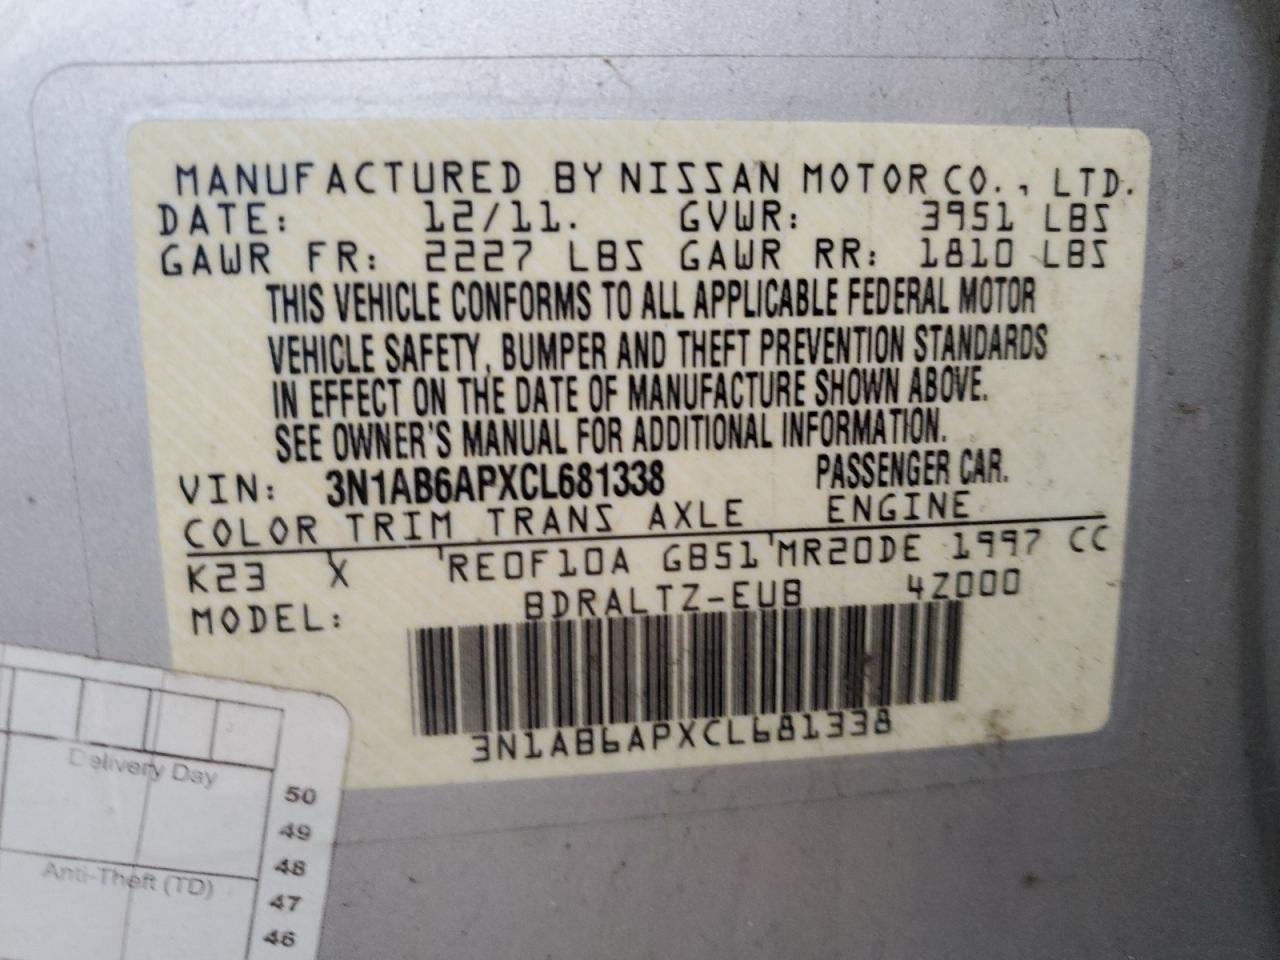 MANUFACTURED BY NISSAN MOTOR CO., LTD.
DATE: 12/11. GVWR: 3951 LBS
GAWR FR: 2227 LBS GAWR RR: 1810 LBS
THIS VEHICLE CONFORMS TO ALL APPLICABLE FEDERAL MOTOR
VEHICLE SAFETY, BUMPER AND THEFT PREVENTION STANDARDS
IN EFFECT ON THE DATE OF MANUFACTURE SHOWN ABOVE.
SEE OWNER'S MANUAL FOR ADDITIONAL INFORMATION.
VIN: 3N1AB6APXCL681338 PASSENGER CAR.
COLOR TRIM TRANS AXLE ENGINE
K23 X 'RE0F10A GB51'MR20DE 1997 CC
MODEL: BDRALTZ-EUB 4Z000
3N1AB6APXCL681338
Delivery Day
50
49
Anti-Theft (TD)
48
47
46